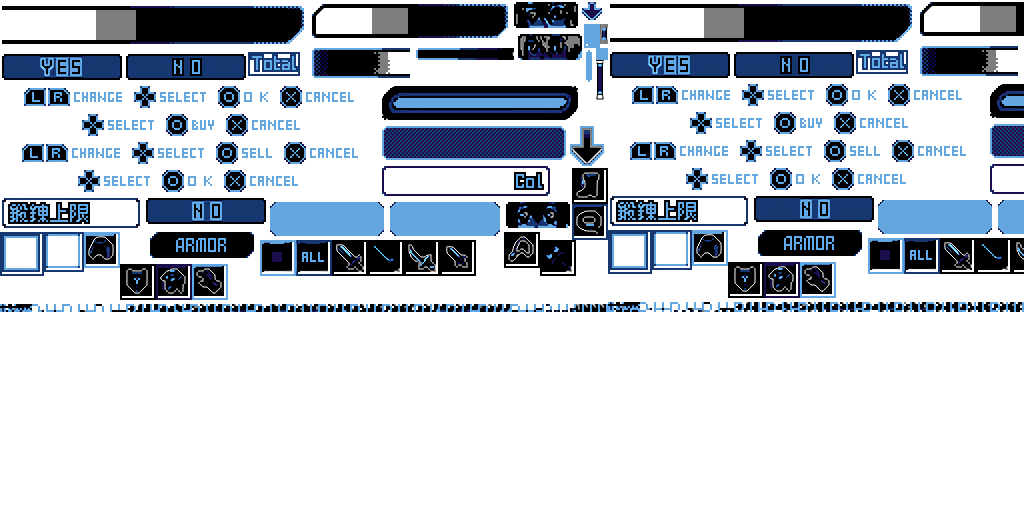 YES NO Total YES NO Total
L R CHANGE SELECT O K CANCEL L R CHANGE SELECT O K CANCEL
SELECT BUY CANCEL SELECT BUY CANCEL
L R CHANGE SELECT SELL CANCEL L R CHANGE SELECT SELL CANCEL
SELECT O K CANCEL Col SELECT O K CANCEL
鍛錬上限 NO 鍛錬上限 NO
ARMOR ALL ARMOR ALL